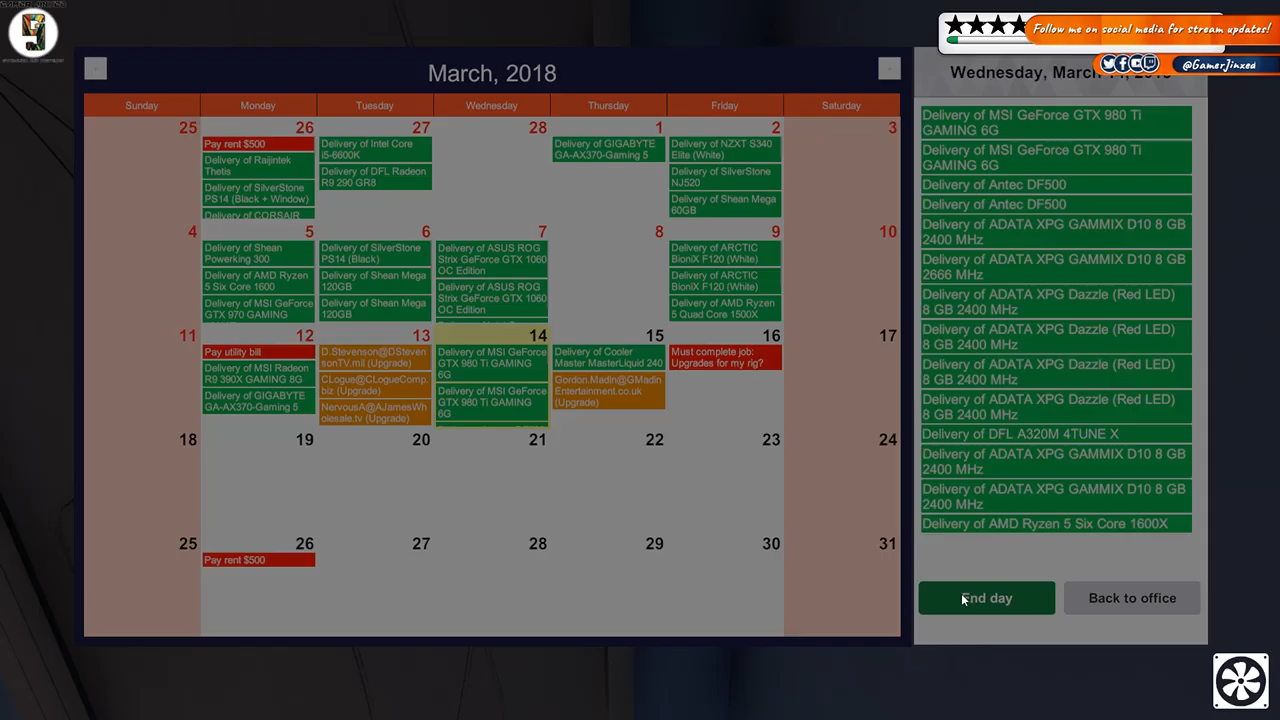 Follow me on social media for stream updates!
@GamerJinxed
March, 2018
Sunday
Monday
Tuesday
Wednesday
Thursday
Friday
Saturday
25
26
Pay rent $500
Delivery of Raijintek
Thetis
Delivery of SilverStone
PS14 (Black + Window)
Delivery of CORSAIR
27
Delivery of Intel Core
i5-6600K
Delivery of DFL Radeon
R9 290 GR8
28
1
Delivery of GIGABYTE
GA-AX370-Gaming 5
2
Delivery of NZXT S340
Elite (White)
Delivery of SilverStone
NJ520
Delivery of Shean Mega
60GB
3
4
5
Delivery of Shean
Powerking 300
Delivery of AMD Ryzen
5 Six Core 1600
Delivery of MSI GeForce
GTX 970 GAMING
6
Delivery of SilverStone
PS14 (Black)
Delivery of Shean Mega
120GB
Delivery of Shean Mega
120GB
7
Delivery of ASUS ROG
Strix GeForce GTX 1060
OC Edition
Delivery of ASUS ROG
Strix GeForce GTX 1060
OC Edition
8
9
Delivery of ARCTIC
BioniX F120 (White)
Delivery of ARCTIC
BioniX F120 (White)
Delivery of AMD Ryzen
5 Quad Core 1500X
10
11
12
Pay utility bill
Delivery of MSI Radeon
R9 390X GAMING 8G
Delivery of GIGABYTE
GA-AX370-Gaming 5
13
D.Stevenson@DSteven
sonTV.mil (Upgrade)
CLogue@CLogueComp.
biz (Upgrade)
NervousA@AJamesWh
olesale.tv (Upgrade)
14
Delivery of MSI GeForce
GTX 980 Ti GAMING
6G
Delivery of MSI GeForce
GTX 980 Ti GAMING
6G
15
Delivery of Cooler
Master MasterLiquid 240
Gordon.Madin@GMadin
Entertainment.co.uk
(Upgrade)
16
Must complete job:
Upgrades for my rig?
17
18
19
20
21
22
23
24
25
26
Pay rent $500
27
28
29
30
31
Wednesday, March
Delivery of MSI GeForce GTX 980 Ti
GAMING 6G
Delivery of MSI GeForce GTX 980 Ti
GAMING 6G
Delivery of Antec DF500
Delivery of Antec DF500
Delivery of ADATA XPG GAMMIX D10 8 GB
2400 MHz
Delivery of ADATA XPG GAMMIX D10 8 GB
2666 MHz
Delivery of ADATA XPG Dazzle (Red LED)
8 GB 2400 MHz
Delivery of ADATA XPG Dazzle (Red LED)
8 GB 2400 MHz
Delivery of ADATA XPG Dazzle (Red LED)
8 GB 2400 MHz
Delivery of ADATA XPG Dazzle (Red LED)
8 GB 2400 MHz
Delivery of DFL A320M 4TUNE X
Delivery of ADATA XPG GAMMIX D10 8 GB
2400 MHz
Delivery of ADATA XPG GAMMIX D10 8 GB
2400 MHz
Delivery of AMD Ryzen 5 Six Core 1600X
End day
Back to office